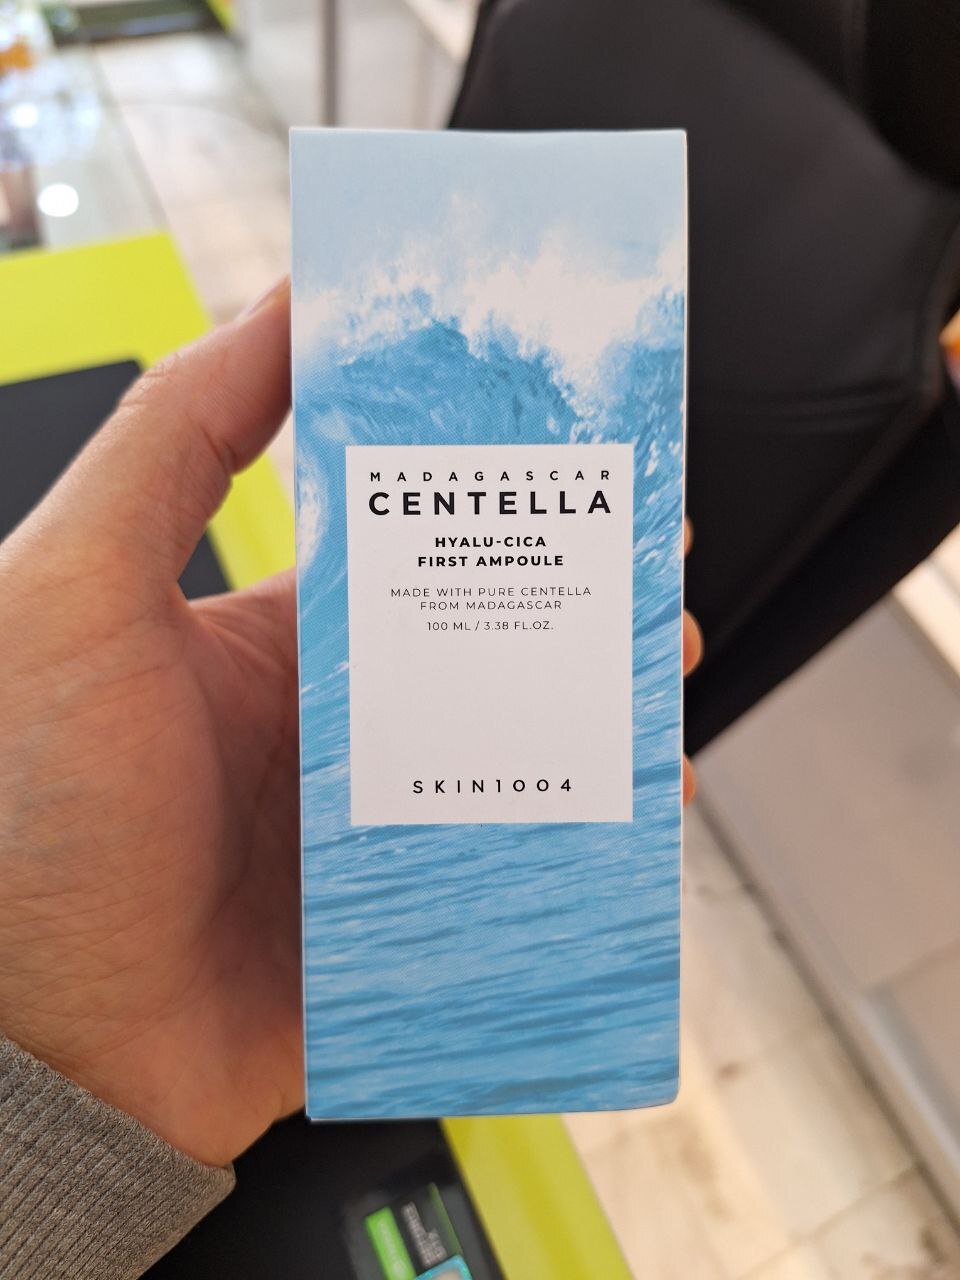 MADAGASCAR
CENTELLA
HYALU-CICA
FIRST AMPOULE
MADE WITH PURE CENTELLA
FROM MADAGASCAR
100 ML / 3.38 FL.OZ.
SKIN1004